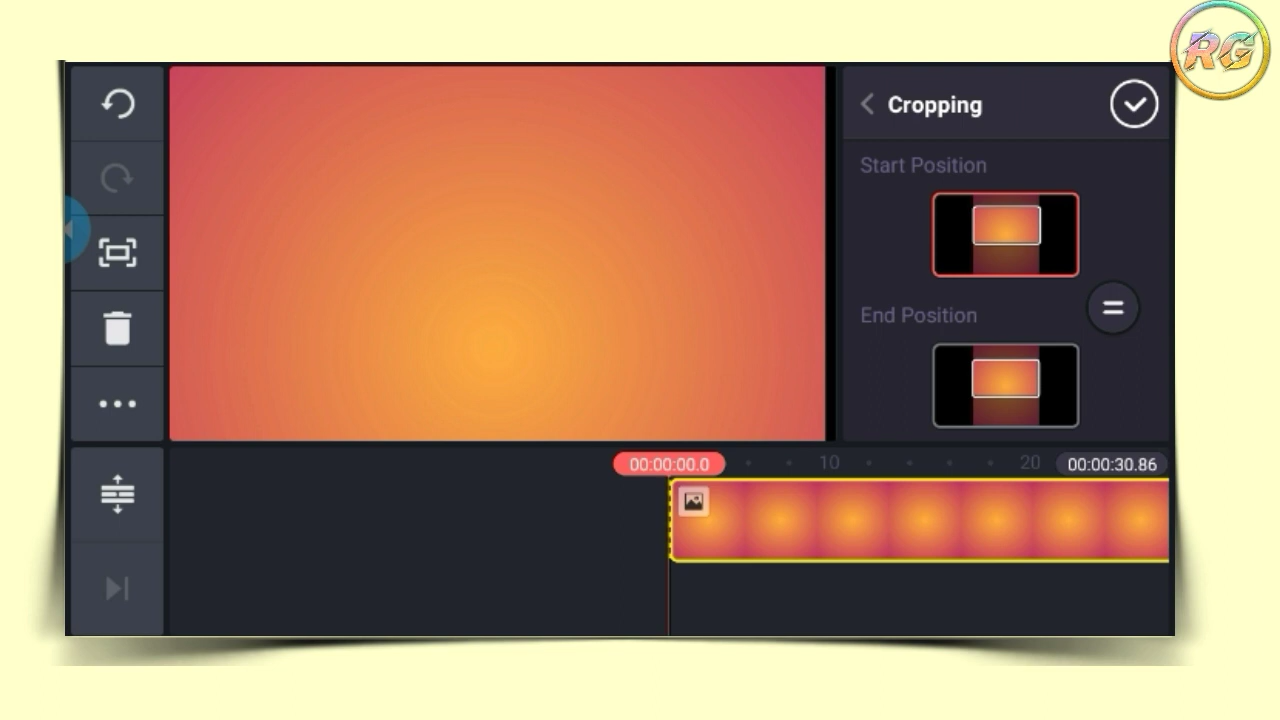 RG
Cropping
Start Position
End Position
00:00:00.0
10
20
00:00:30.86